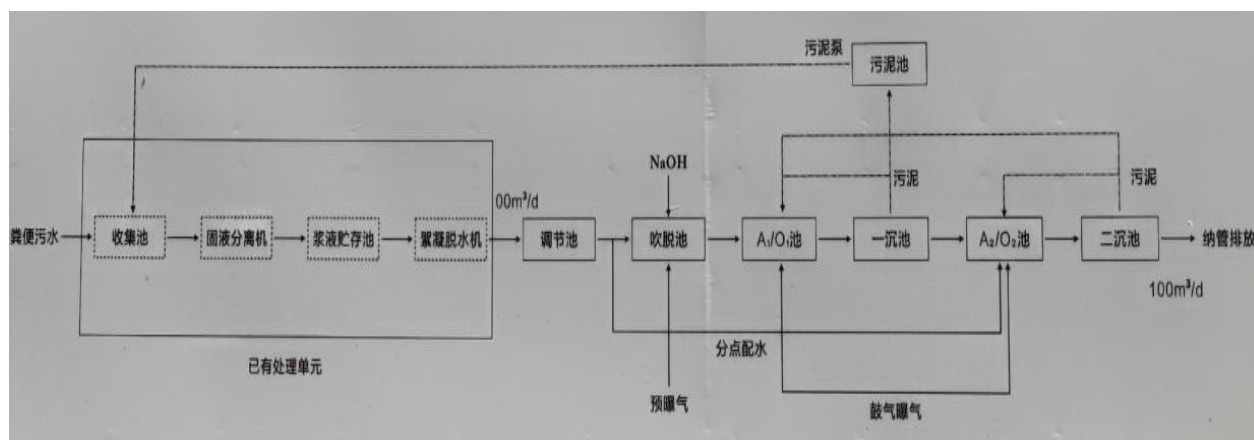 污泥泵
污泥池
NaOH
污泥
污泥
00m³/d
粪便污水
收集池
固液分离机
浆液贮存池
絮凝脱水机
调节池
吹脱池
A₁/O₁池
一沉池
A₂/O₂池
二沉池
纳管排放
100m³/d
分点配水
已有处理单元
预曝气
鼓气曝气